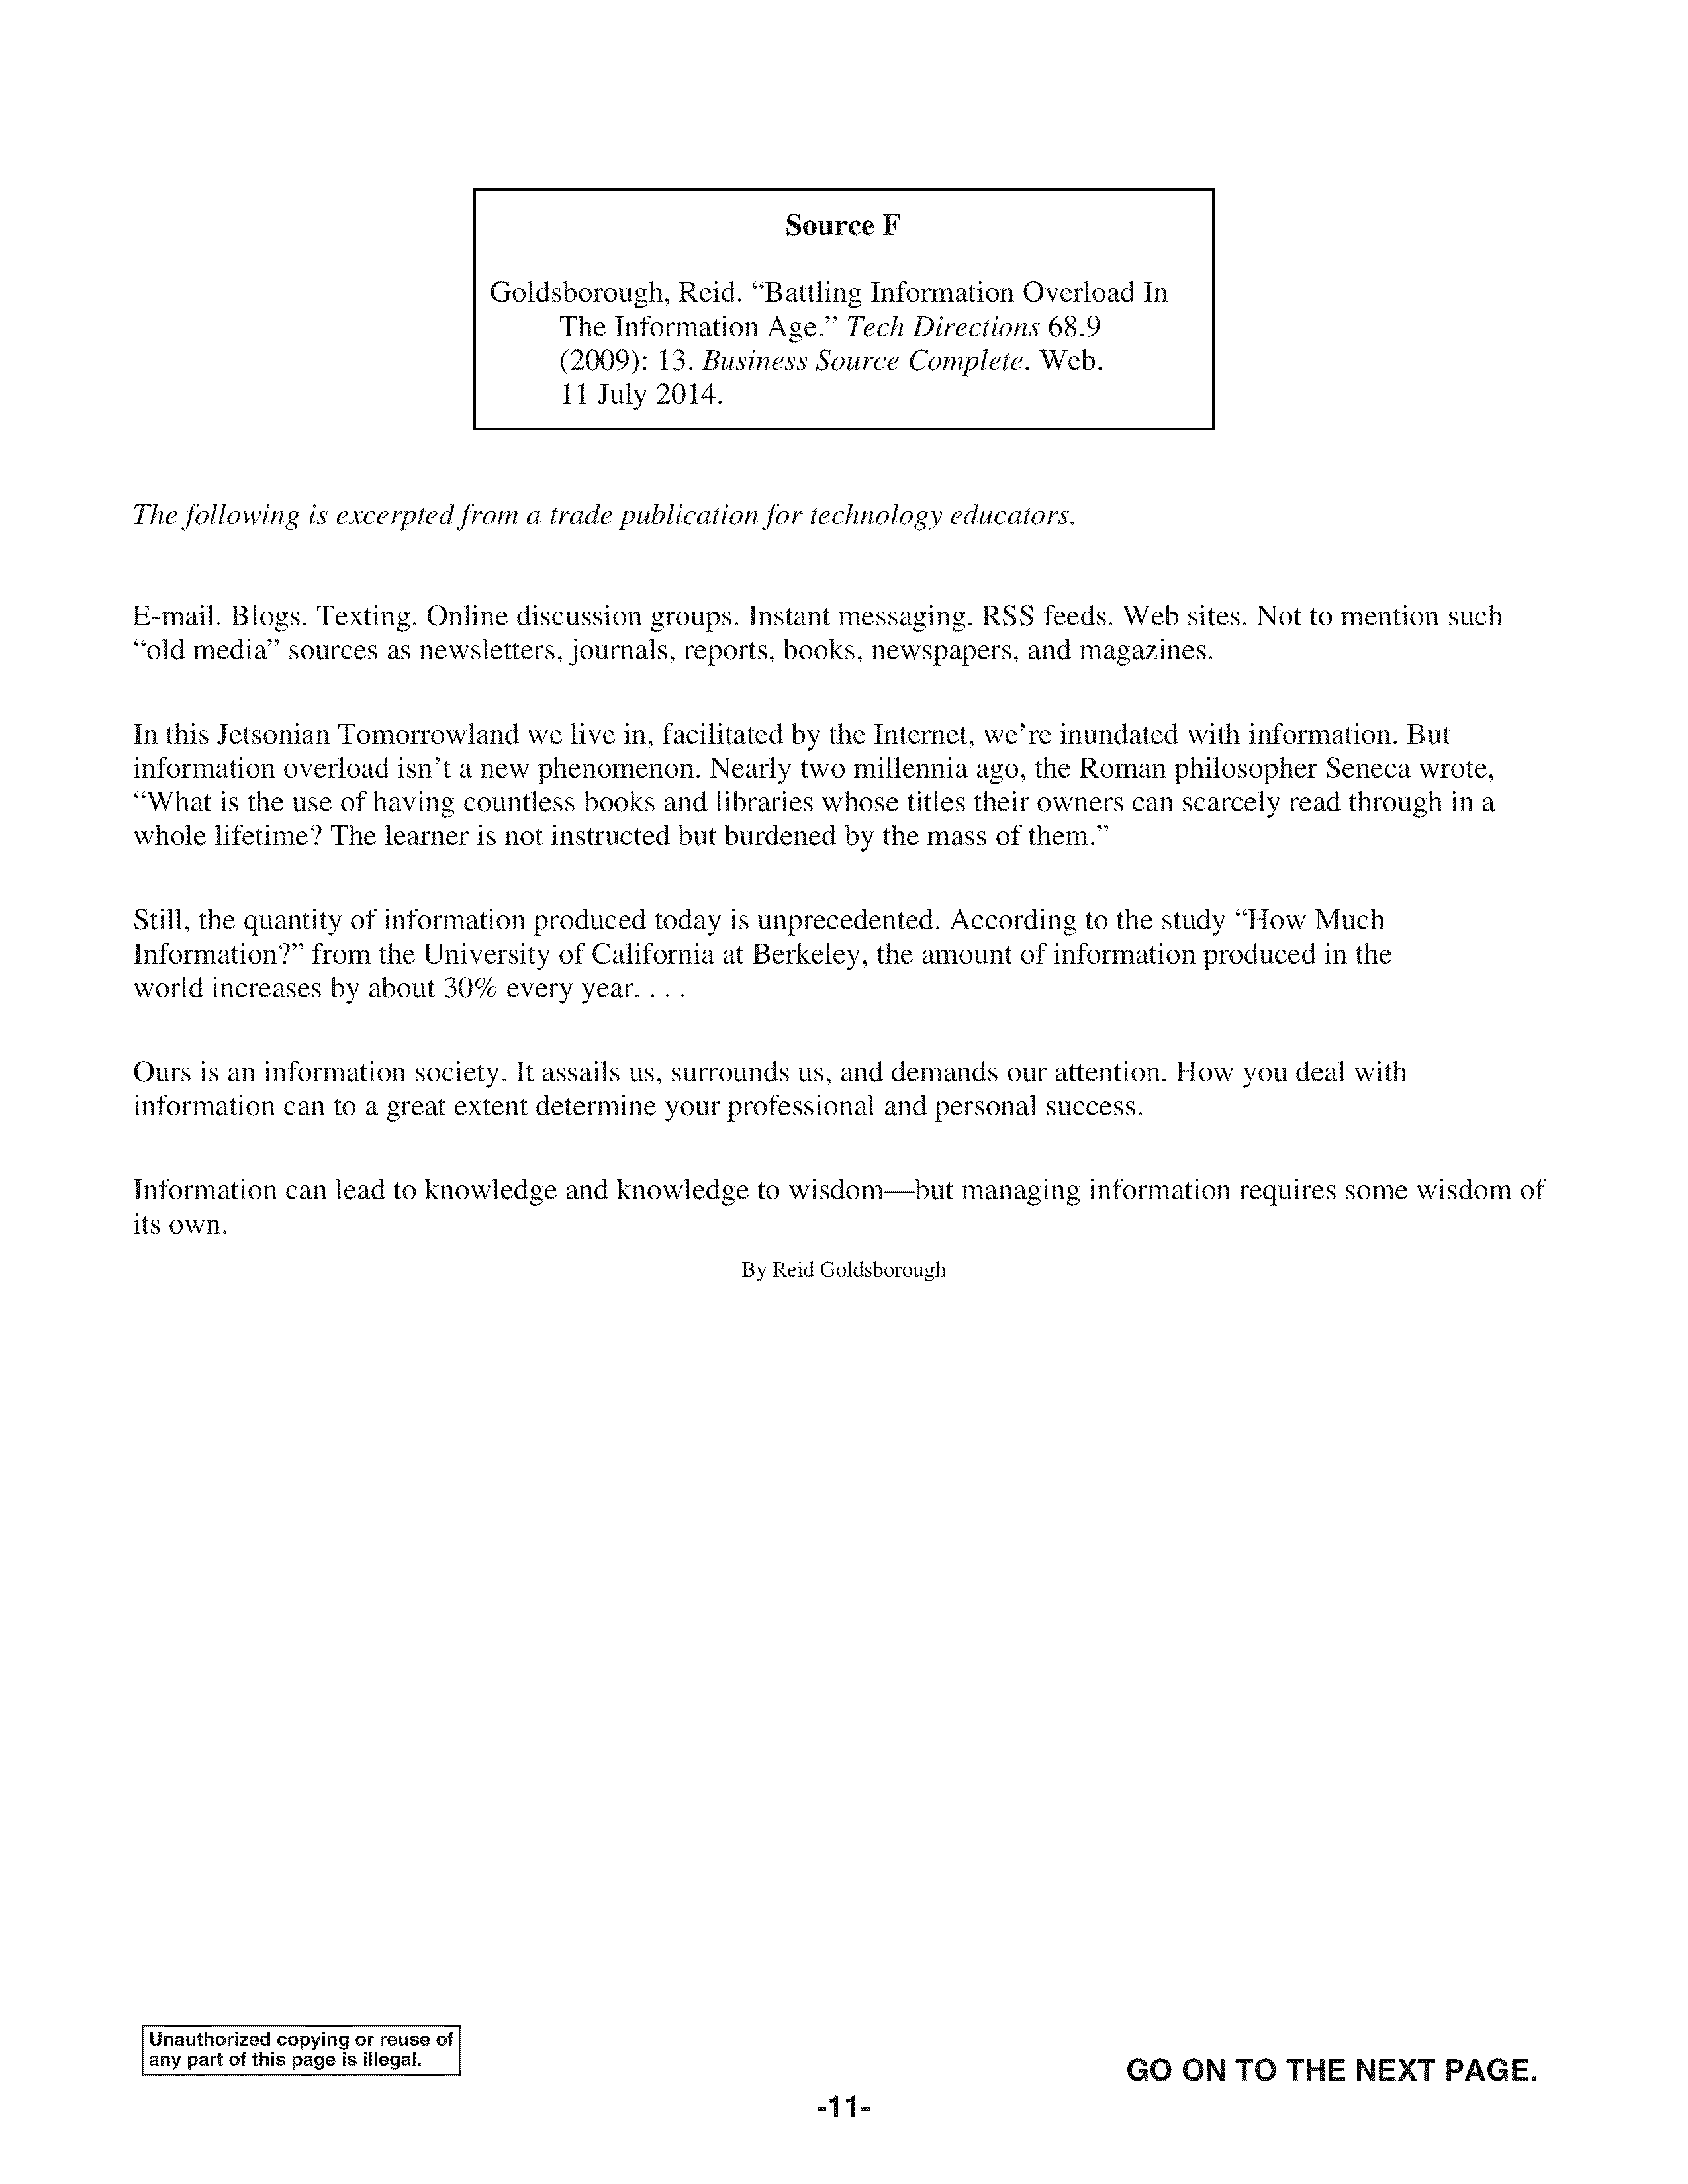 Source F
Goldsborough, Reid. “Battling Information Overload In
The Information Age.” Tech Directions 68.9
(2009): 13. Business Source Complete. Web.
11 July 2014.
The following is excerpted from a trade publication for technology educators.
E-mail. Blogs. Texting. Online discussion groups. Instant messaging. RSS feeds. Web sites. Not to mention such
“old media” sources as newsletters, journals, reports, books, newspapers, and magazines.
In this Jetsonian Tomorrowland we live in, facilitated by the Internet, we’re inundated with information. But
information overload isn’t a new phenomenon. Nearly two millennia ago, the Roman philosopher Seneca wrote,
“What is the use of having countless books and libraries whose titles their owners can scarcely read through in a
whole lifetime? The learner is not instructed but burdened by the mass of them.”
Still, the quantity of information produced today is unprecedented. According to the study “How Much
Information?” from the University of California at Berkeley, the amount of information produced in the
world increases by about 30% every year. . . .
Ours is an information society. It assails us, surrounds us, and demands our attention. How you deal with
information can to a great extent determine your professional and personal success.
Information can lead to knowledge and knowledge to wisdom—but managing information requires some wisdom of
its own.
By Reid Goldsborough
Unauthorized copying or reuse of
any part of this page is illegal.
GO ON TO THE NEXT PAGE.
-11-